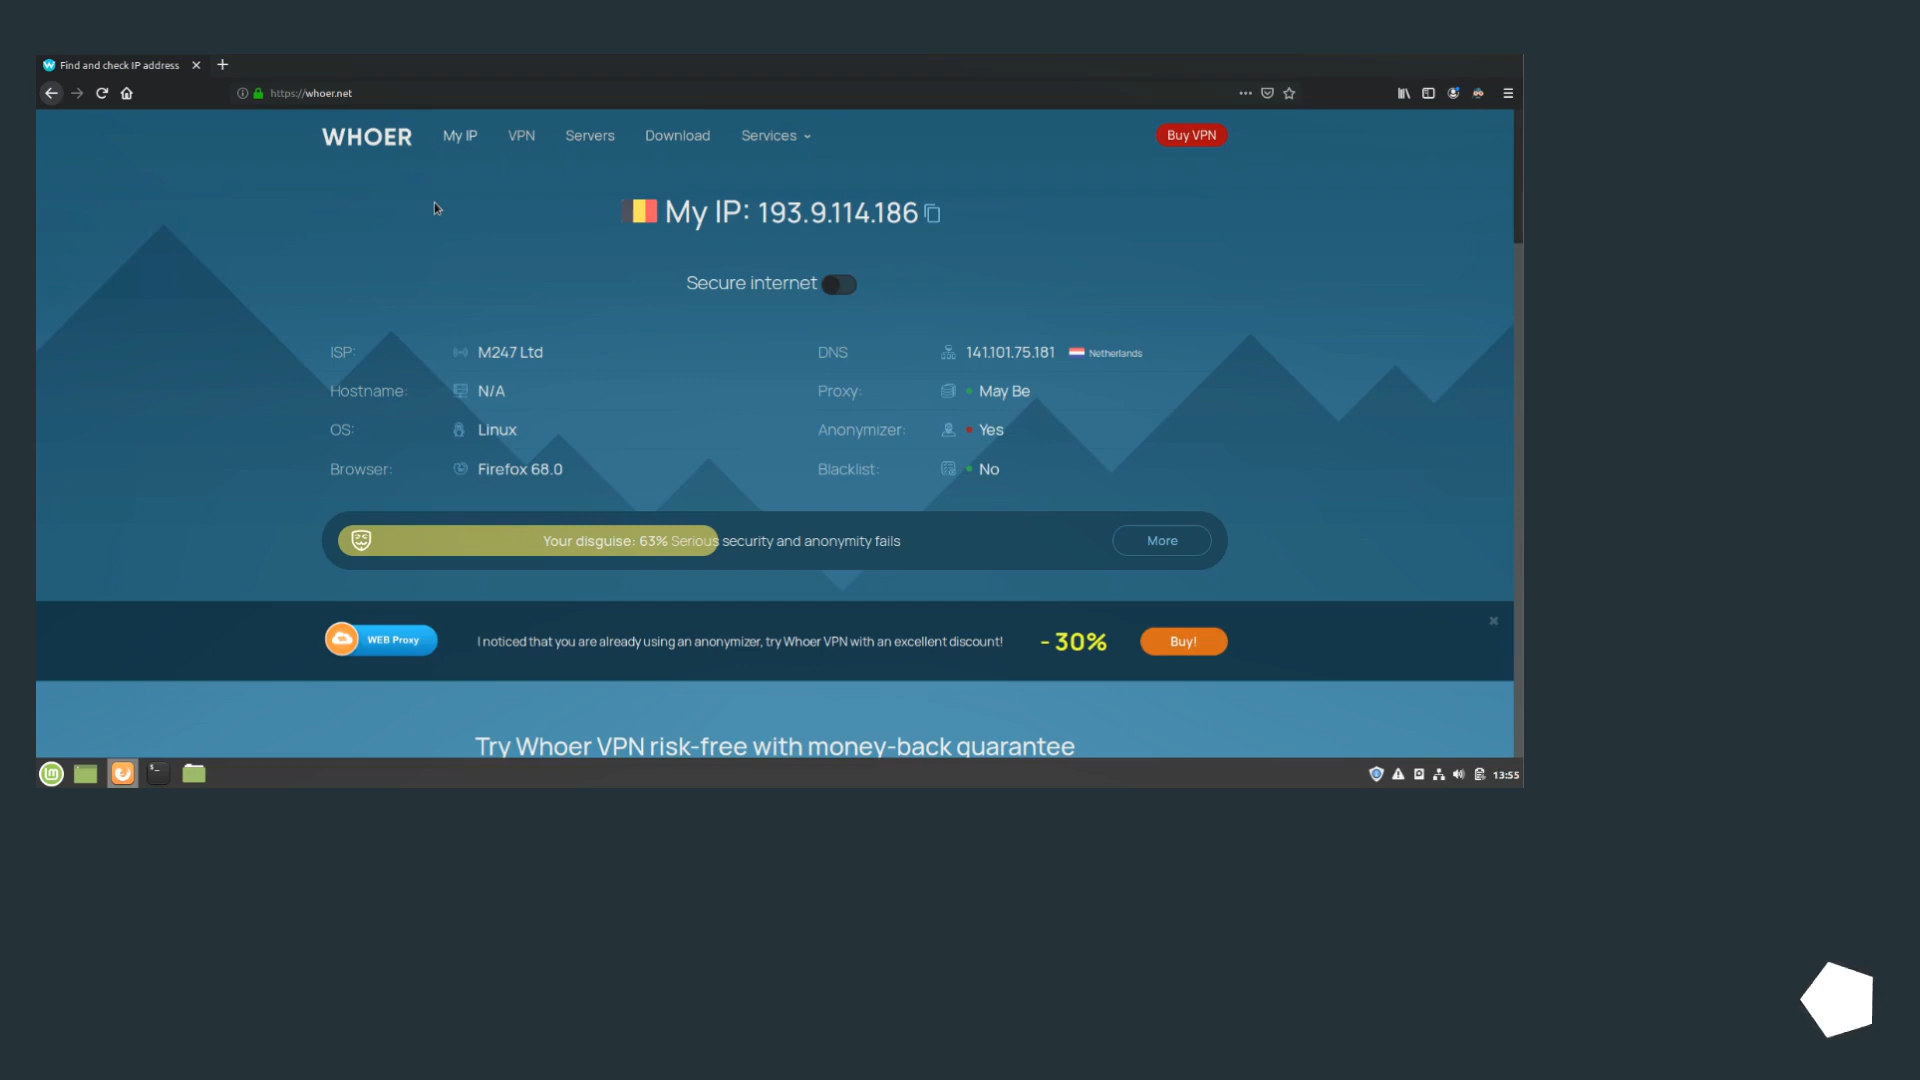 Find and check IP address
https://whoer.net
WHOER My IP VPN Servers Download Services Buy VPN
My IP: 193.9.114.186
Secure internet
ISP: M247 Ltd DNS 141.101.75.181 Netherlands
Hostname: N/A Proxy: May Be
OS: Linux Anonymizer: Yes
Browser: Firefox 68.0 Blacklist: No
Your disguise: 63% Serious security and anonymity fails More
WEB Proxy I noticed that you are already using an anonymizer, try Whoer VPN with an excellent discount! - 30% Buy!
Try Whoer VPN risk-free with money-back guarantee
13:55